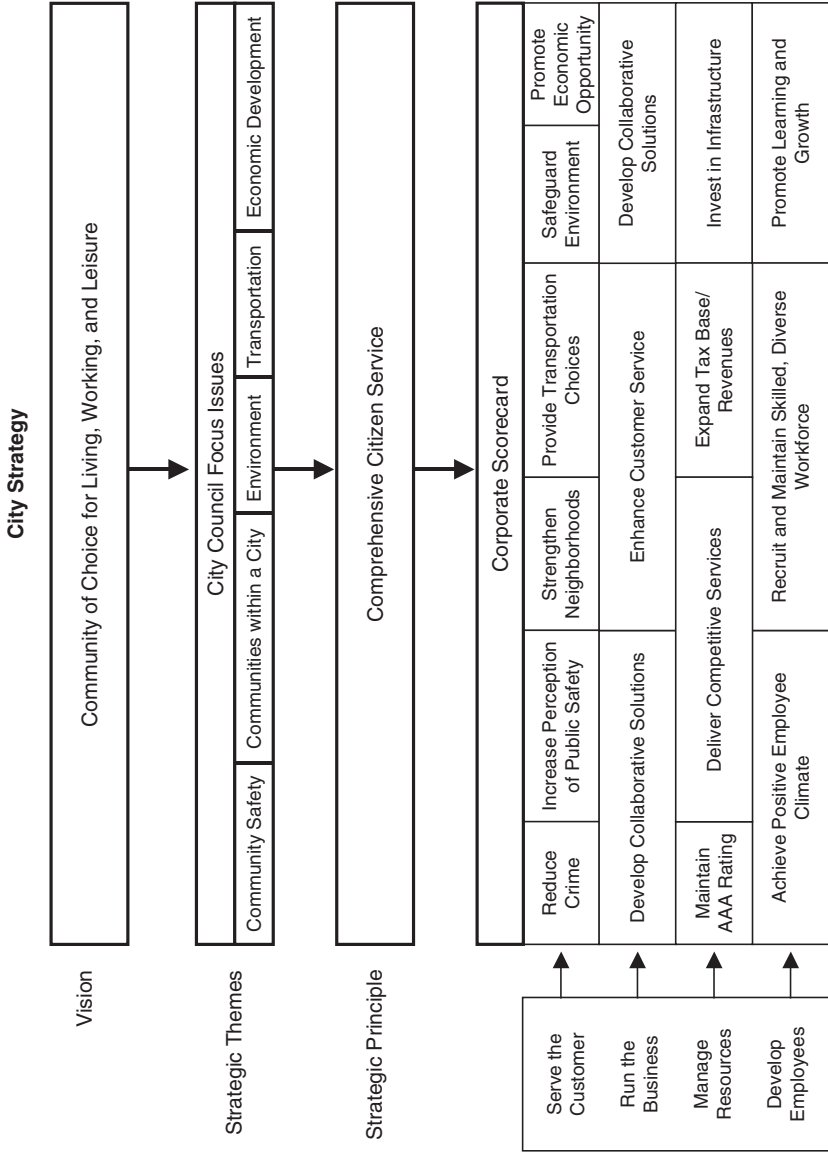 City Strategy
Vision
Community of Choice for Living, Working, and Leisure
Strategic Themes
City Council Focus Issues
Community Safety
Communities within a City
Environment
Transportation
Economic Development
Strategic Principle
Comprehensive Citizen Service
Corporate Scorecard
Serve the
Customer
Reduce
Crime
Increase Perception
of Public Safety
Strengthen
Neighborhoods
Provide Transportation
Choices
Safeguard
Environment
Promote
Economic
Opportunity
Run the
Business
Develop Collaborative Solutions
Enhance Customer Service
Develop Collaborative
Solutions
Manage
Resources
Maintain
AAA Rating
Deliver Competitive Services
Expand Tax Base/
Revenues
Invest in Infrastructure
Develop
Employees
Achieve Positive Employee
Climate
Recruit and Maintain Skilled, Diverse
Workforce
Promote Learning and
Growth